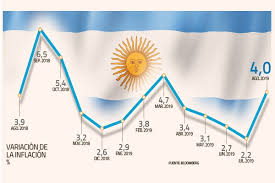 6,5
SEP. 2018
5,4
OCT. 2018
3,9
AGO. 2018
3,2
NOV. 2018
2,6
DIC. 2018
2,9
ENE. 2019
3,8
FEB. 2019
4,7
MAR. 2019
3,4
ABR. 2019
3,1
MAY. 2019
2,7
JUN. 2019
2,2
JUL. 2019
4,0
AGO. 2019
VARIACIÓN DE
LA INFLACIÓN
%
FUENTE: BLOOMBERG